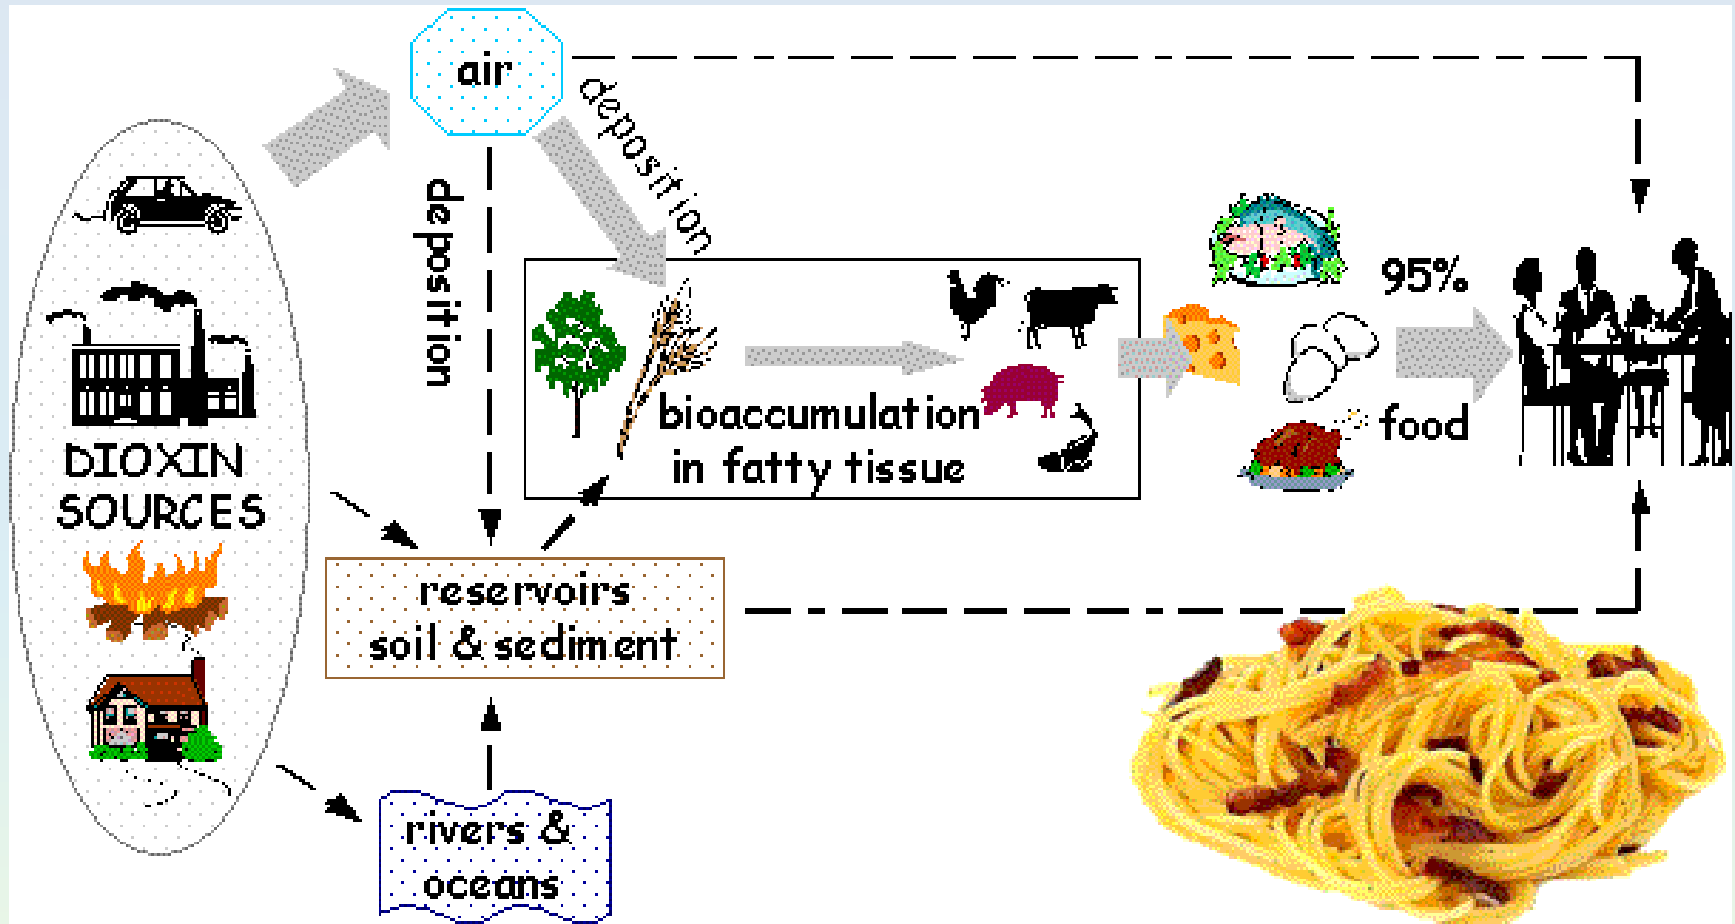 air
deposition
deposition
95%
food
bioaccumulation
in fatty tissue
DIOXIN
SOURCES
reservoirs
soil & sediment
rivers &
oceans